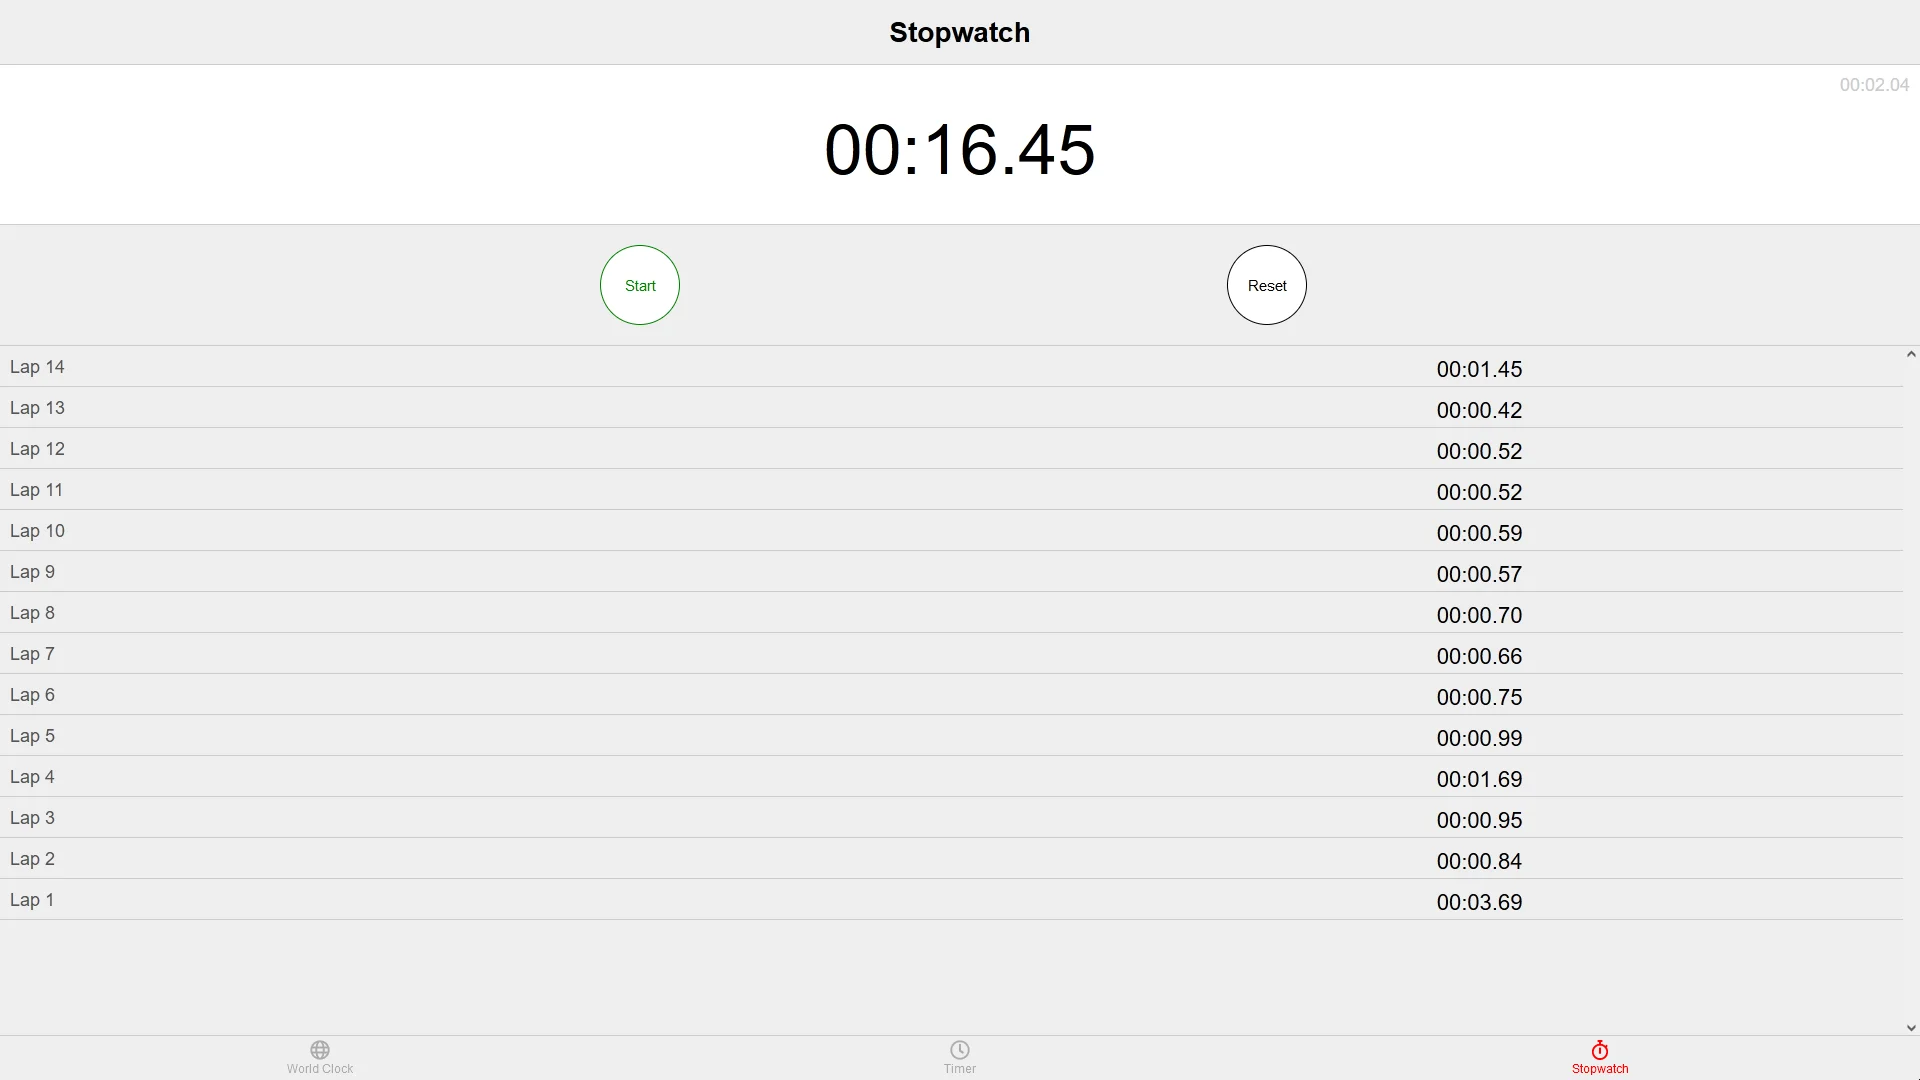 Stopwatch
00:02.04
00:16.45
Start Reset
Lap 14 00:01.45
Lap 13 00:00.42
Lap 12 00:00.52
Lap 11 00:00.52
Lap 10 00:00.59
Lap 9 00:00.57
Lap 8 00:00.70
Lap 7 00:00.66
Lap 6 00:00.75
Lap 5 00:00.99
Lap 4 00:01.69
Lap 3 00:00.95
Lap 2 00:00.84
Lap 1 00:03.69
World Clock Timer Stopwatch